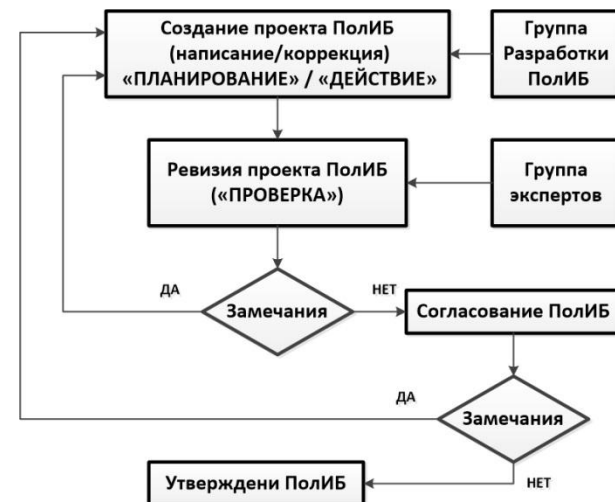 Создание проекта ПолИБ
(написание/коррекция)
«ПЛАНИРОВАНИЕ» / «ДЕЙСТВИЕ»
Группа
Разработки
ПолИБ
Ревизия проекта ПолИБ
(«ПРОВЕРКА»)
Группа
экспертов
ДА
Замечания
НЕТ
Согласование ПолИБ
ДА
Замечания
Утверждени ПолИБ
НЕТ